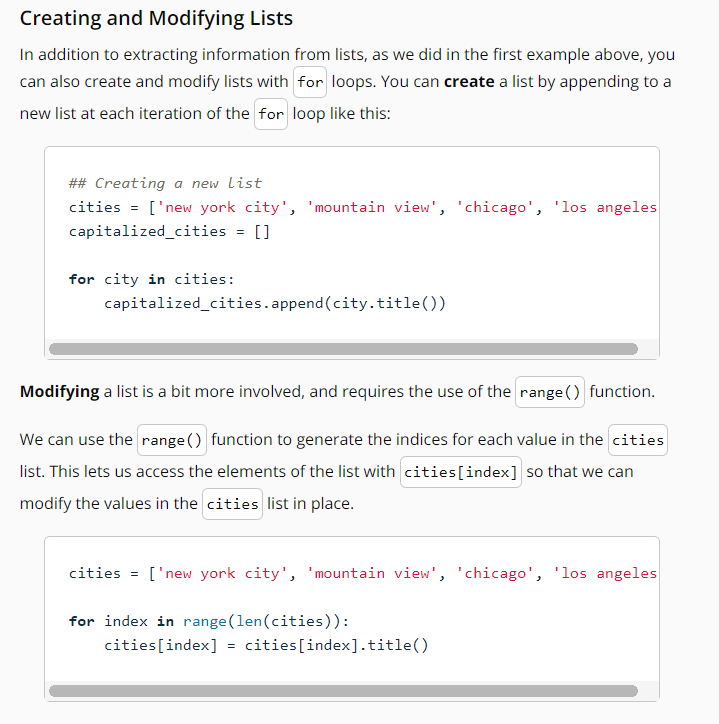 Creating and Modifying Lists
In addition to extracting information from lists, as we did in the first example above, you
can also create and modify lists with for loops. You can create a list by appending to a
new list at each iteration of the for loop like this:
## Creating a new list
cities = ['new york city', 'mountain view', 'chicago', 'los angeles
capitalized_cities = []
for city in cities:
    capitalized_cities.append(city.title())
Modifying a list is a bit more involved, and requires the use of the range() function.
We can use the range() function to generate the indices for each value in the cities
list. This lets us access the elements of the list with cities[index] so that we can
modify the values in the cities list in place.
cities = ['new york city', 'mountain view', 'chicago', 'los angeles
for index in range(len(cities)):
    cities[index] = cities[index].title()